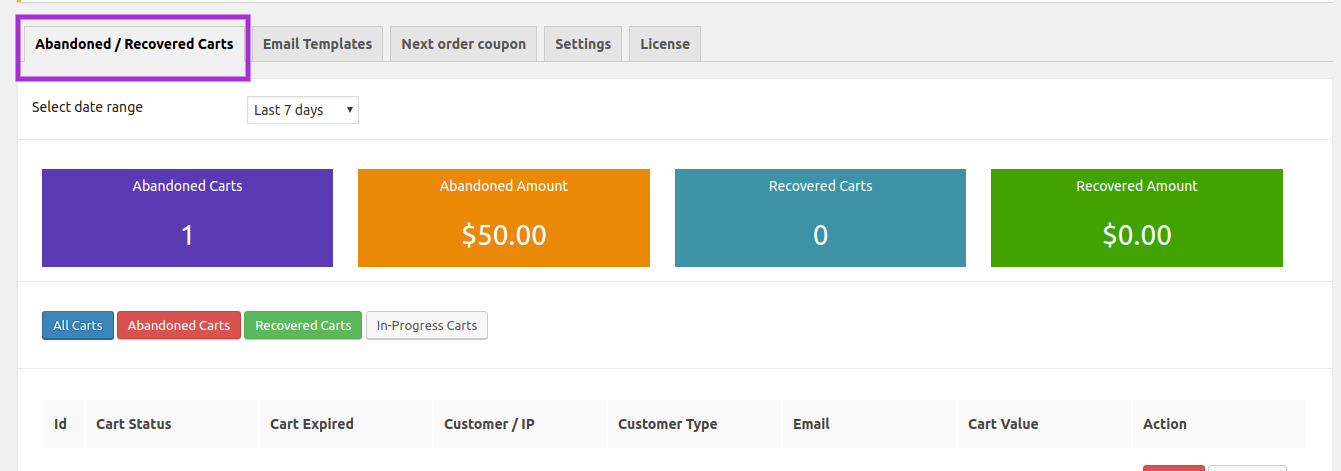 Abandoned / Recovered Carts Email Templates Next order coupon Settings License
Select date range Last 7 days
Abandoned Carts Abandoned Amount Recovered Carts Recovered Amount
1 $50.00 0 $0.00
All Carts Abandoned Carts Recovered Carts In-Progress Carts
Id Cart Status Cart Expired Customer / IP Customer Type Email Cart Value Action